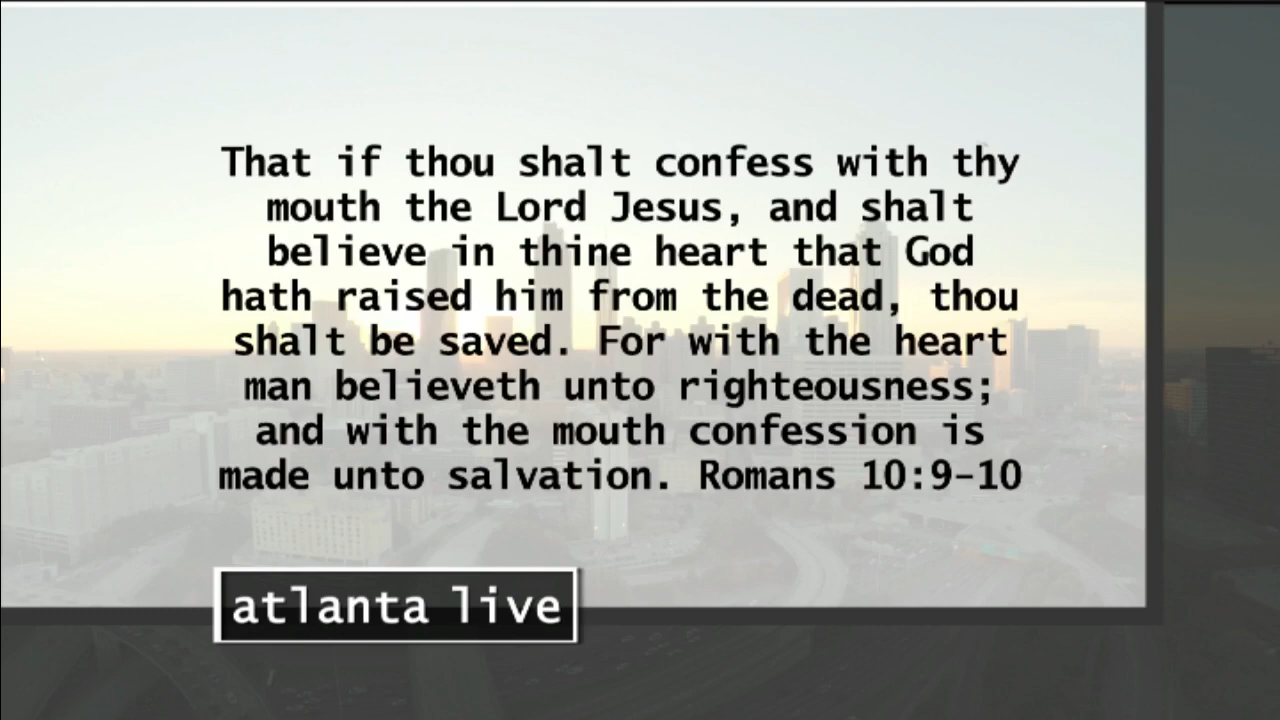 That if thou shalt confess with thy
mouth the Lord Jesus, and shalt
believe in thine heart that God
hath raised him from the dead, thou
shalt be saved. For with the heart
man believeth unto righteousness;
and with the mouth confession is
made unto salvation. Romans 10:9-10
atlanta live